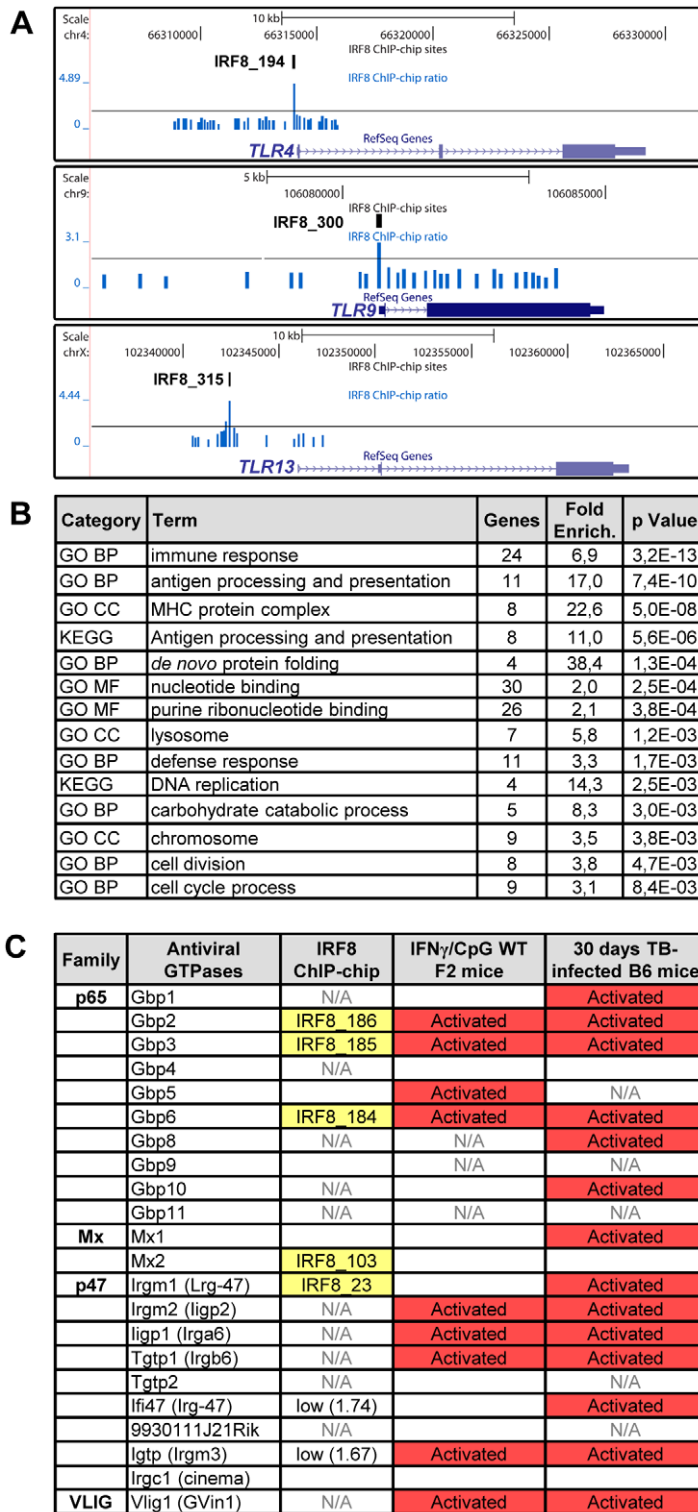 A
Scale 10 kb
chr4: 66310000 66315000 66320000 66325000 66330000
IRF8 ChIP-chip sites
IRF8_194
4.89 _ IRF8 ChIP-chip ratio
0 _
RefSeq Genes
TLR4
Scale 5 kb
chr9: 106080000 106085000
IRF8 ChIP-chip sites
IRF8_300
3.1 _ IRF8 ChIP-chip ratio
0 _
RefSeq Genes
TLR9
Scale 10 kb
chrX: 102340000 102345000 102350000 102355000 102360000 102365000
IRF8 ChIP-chip sites
IRF8_315
4.44 _ IRF8 ChIP-chip ratio
0 _
RefSeq Genes
TLR13
B
Category Term Genes Fold Enrich. p Value
GO BP immune response 24 6,9 3,2E-13
GO BP antigen processing and presentation 11 17,0 7,4E-10
GO CC MHC protein complex 8 22,6 5,0E-08
KEGG Antigen processing and presentation 8 11,0 5,6E-06
GO BP de novo protein folding 4 38,4 1,3E-04
GO MF nucleotide binding 30 2,0 2,5E-04
GO MF purine ribonucleotide binding 26 2,1 3,8E-04
GO CC lysosome 7 5,8 1,2E-03
GO BP defense response 11 3,3 1,7E-03
KEGG DNA replication 4 14,3 2,5E-03
GO BP carbohydrate catabolic process 5 8,3 3,0E-03
GO CC chromosome 9 3,5 3,8E-03
GO BP cell division 8 3,8 4,7E-03
GO BP cell cycle process 9 3,1 8,4E-03
C
Family Antiviral GTPases IRF8 ChIP-chip IFNγ/CpG WT F2 mice 30 days TB-infected B6 mice
p65 Gbp1 N/A Activated
Gbp2 IRF8_186 Activated Activated
Gbp3 IRF8_185 Activated Activated
Gbp4 N/A
Gbp5 Activated N/A
Gbp6 IRF8_184 Activated Activated
Gbp8 N/A N/A Activated
Gbp9 N/A N/A
Gbp10 N/A Activated
Gbp11 N/A N/A N/A
Mx Mx1 Activated
Mx2 IRF8_103
p47 Irgm1 (Lrg-47) IRF8_23 Activated
Irgm2 (Iigp2) N/A Activated Activated
Iigp1 (Irga6) N/A Activated Activated
Tgtp1 (Irgb6) N/A Activated Activated
Tgtp2 N/A
Ifi47 (Irg-47) low (1.74) Activated
9930111J21Rik N/A N/A
Igtp (Irgm3) low (1.67) Activated Activated
Irgc1 (cinema)
VLIG Vlig1 (GVin1) N/A Activated Activated